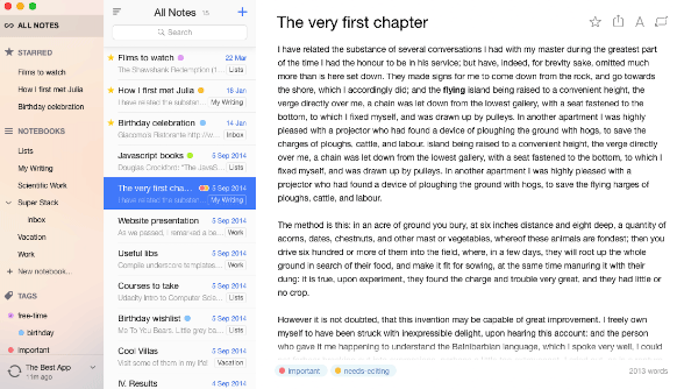 ALL NOTES
STARRED
Films to watch
How I first met Julia
Birthday celebration
NOTEBOOKS
Lists
My Writing
Scientific Work
Super Stack
Inbox
Vacation
Work
+ New notebook...
TAGS
free-time
birthday
important
The Best App
11m ago
All Notes
+
Search
Films to watch 22 Mar
The Shawshank Redemption (1... Lists
How I first met Julia 18 Jan
I have related the substanc... My Writing
Birthday celebration 14 Jan
Giacomo's Ristorante http://w... Inbox
Javascript books 5 Sep 2014
Douglas Crockford: "The JavaS... Lists
The very first cha... 5 Sep 2014
I have related the substanc... My Writing
Website presentation 5 Sep 2014
As we passed, I remarked a be... Work
Useful libs 5 Sep 2014
Compile underscore templates... Work
Courses to take 5 Sep 2014
Udacity Intro to Computer Scie... Lists
Birthday wishlist 5 Sep 2014
Me To You Bears. Little grey ba... Lists
Cool Villas 5 Sep 2014
Visit some of them in my life! Vacation
IV. Results 4 Sep 2014
The very first chapter
A
I have related the substance of several conversations I had with my master during the greatest part
of the time I had the honour to be in his service; but have, indeed, for brevity sake, omitted much
more than is here set down. They made signs for me to come down from the rock, and go towards
the shore, which I accordingly did; and the flying island being raised to a convenient height, the
verge directly over me, a chain was let down from the lowest gallery, with a seat fastened to the
bottom, to which I fixed myself, and was drawn up by pulleys. In another apartment I was highly
pleased with a projector who had found a device of ploughing the ground with hogs, to save the
charges of ploughs, cattle, and labour. island being raised to a convenient height, the verge directly
over me, a chain was let down from the lowest gallery, with a seat fastened to the bottom, to which I
fixed myself, and was drawn up by pulleys. In another apartment I was highly pleased with a
projector who had found a device of ploughing the ground with hogs, to save the flying harges of
ploughs, cattle, and labour.
The method is this: in an acre of ground you bury, at six inches distance and eight deep, a quantity of
acorns, dates, chestnuts, and other mast or vegetables, whereof these animals are fondest; then you
drive six hundred or more of them into the field, where, in a few days, they will root up the whole
ground in search of their food, and make it fit for sowing, at the same time manuring it with their
dung: it is true, upon experiment, they found the charge and trouble very great, and they had little or
no crop.
However it is not doubted, that this invention may be capable of great improvement. I freely own
myself to have been struck with inexpressible delight, upon hearing this account: and the person
who gave it me happening to understand the Balnibarbian language, which I spoke very well, I could
important needs-editing 2013 words